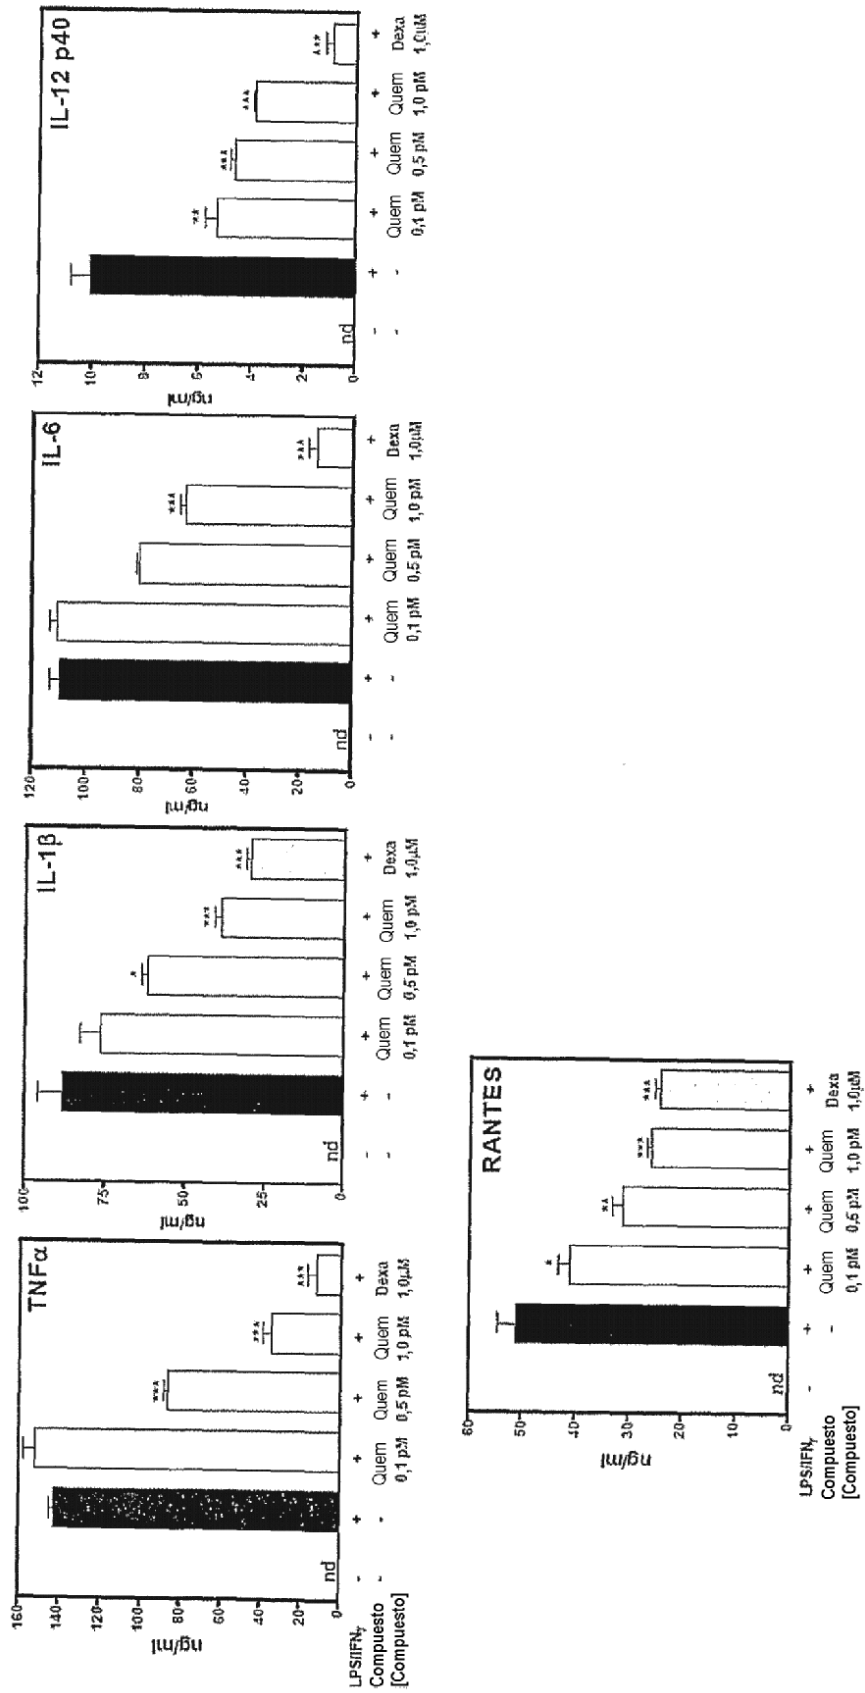 TNFα
ng/ml
160
140
120
100
80
60
40
20
0
nd
*** *** ***
LPS/IFNγ - + + + + +
Compuesto - - Quem Quem Quem Dexa
[Compuesto] 0,1 pM 0,5 pM 1,0 pM 1,0µM
IL-1β
ng/ml
100
75
50
25
0
nd
* *** ***
- + + + + +
- - Quem Quem Quem Dexa
0,1 pM 0,5 pM 1,0 pM 1,0µM
IL-6
ng/ml
120
100
80
60
40
20
0
nd
*** ***
- + + + + +
- - Quem Quem Quem Dexa
0,1 pM 0,5 pM 1,0 pM 1,0µM
IL-12 p40
ng/ml
12
10
8
6
4
2
0
nd
** *** *** ***
- + + + + +
- - Quem Quem Quem Dexa
0,1 pM 0,5 pM 1,0 pM 1,0µM
RANTES
ng/ml
60
50
40
30
20
10
0
nd
* ** *** ***
LPS/IFNγ - + + + + +
Compuesto - - Quem Quem Quem Dexa
[Compuesto] 0,1 pM 0,5 pM 1,0 pM 1,0µM